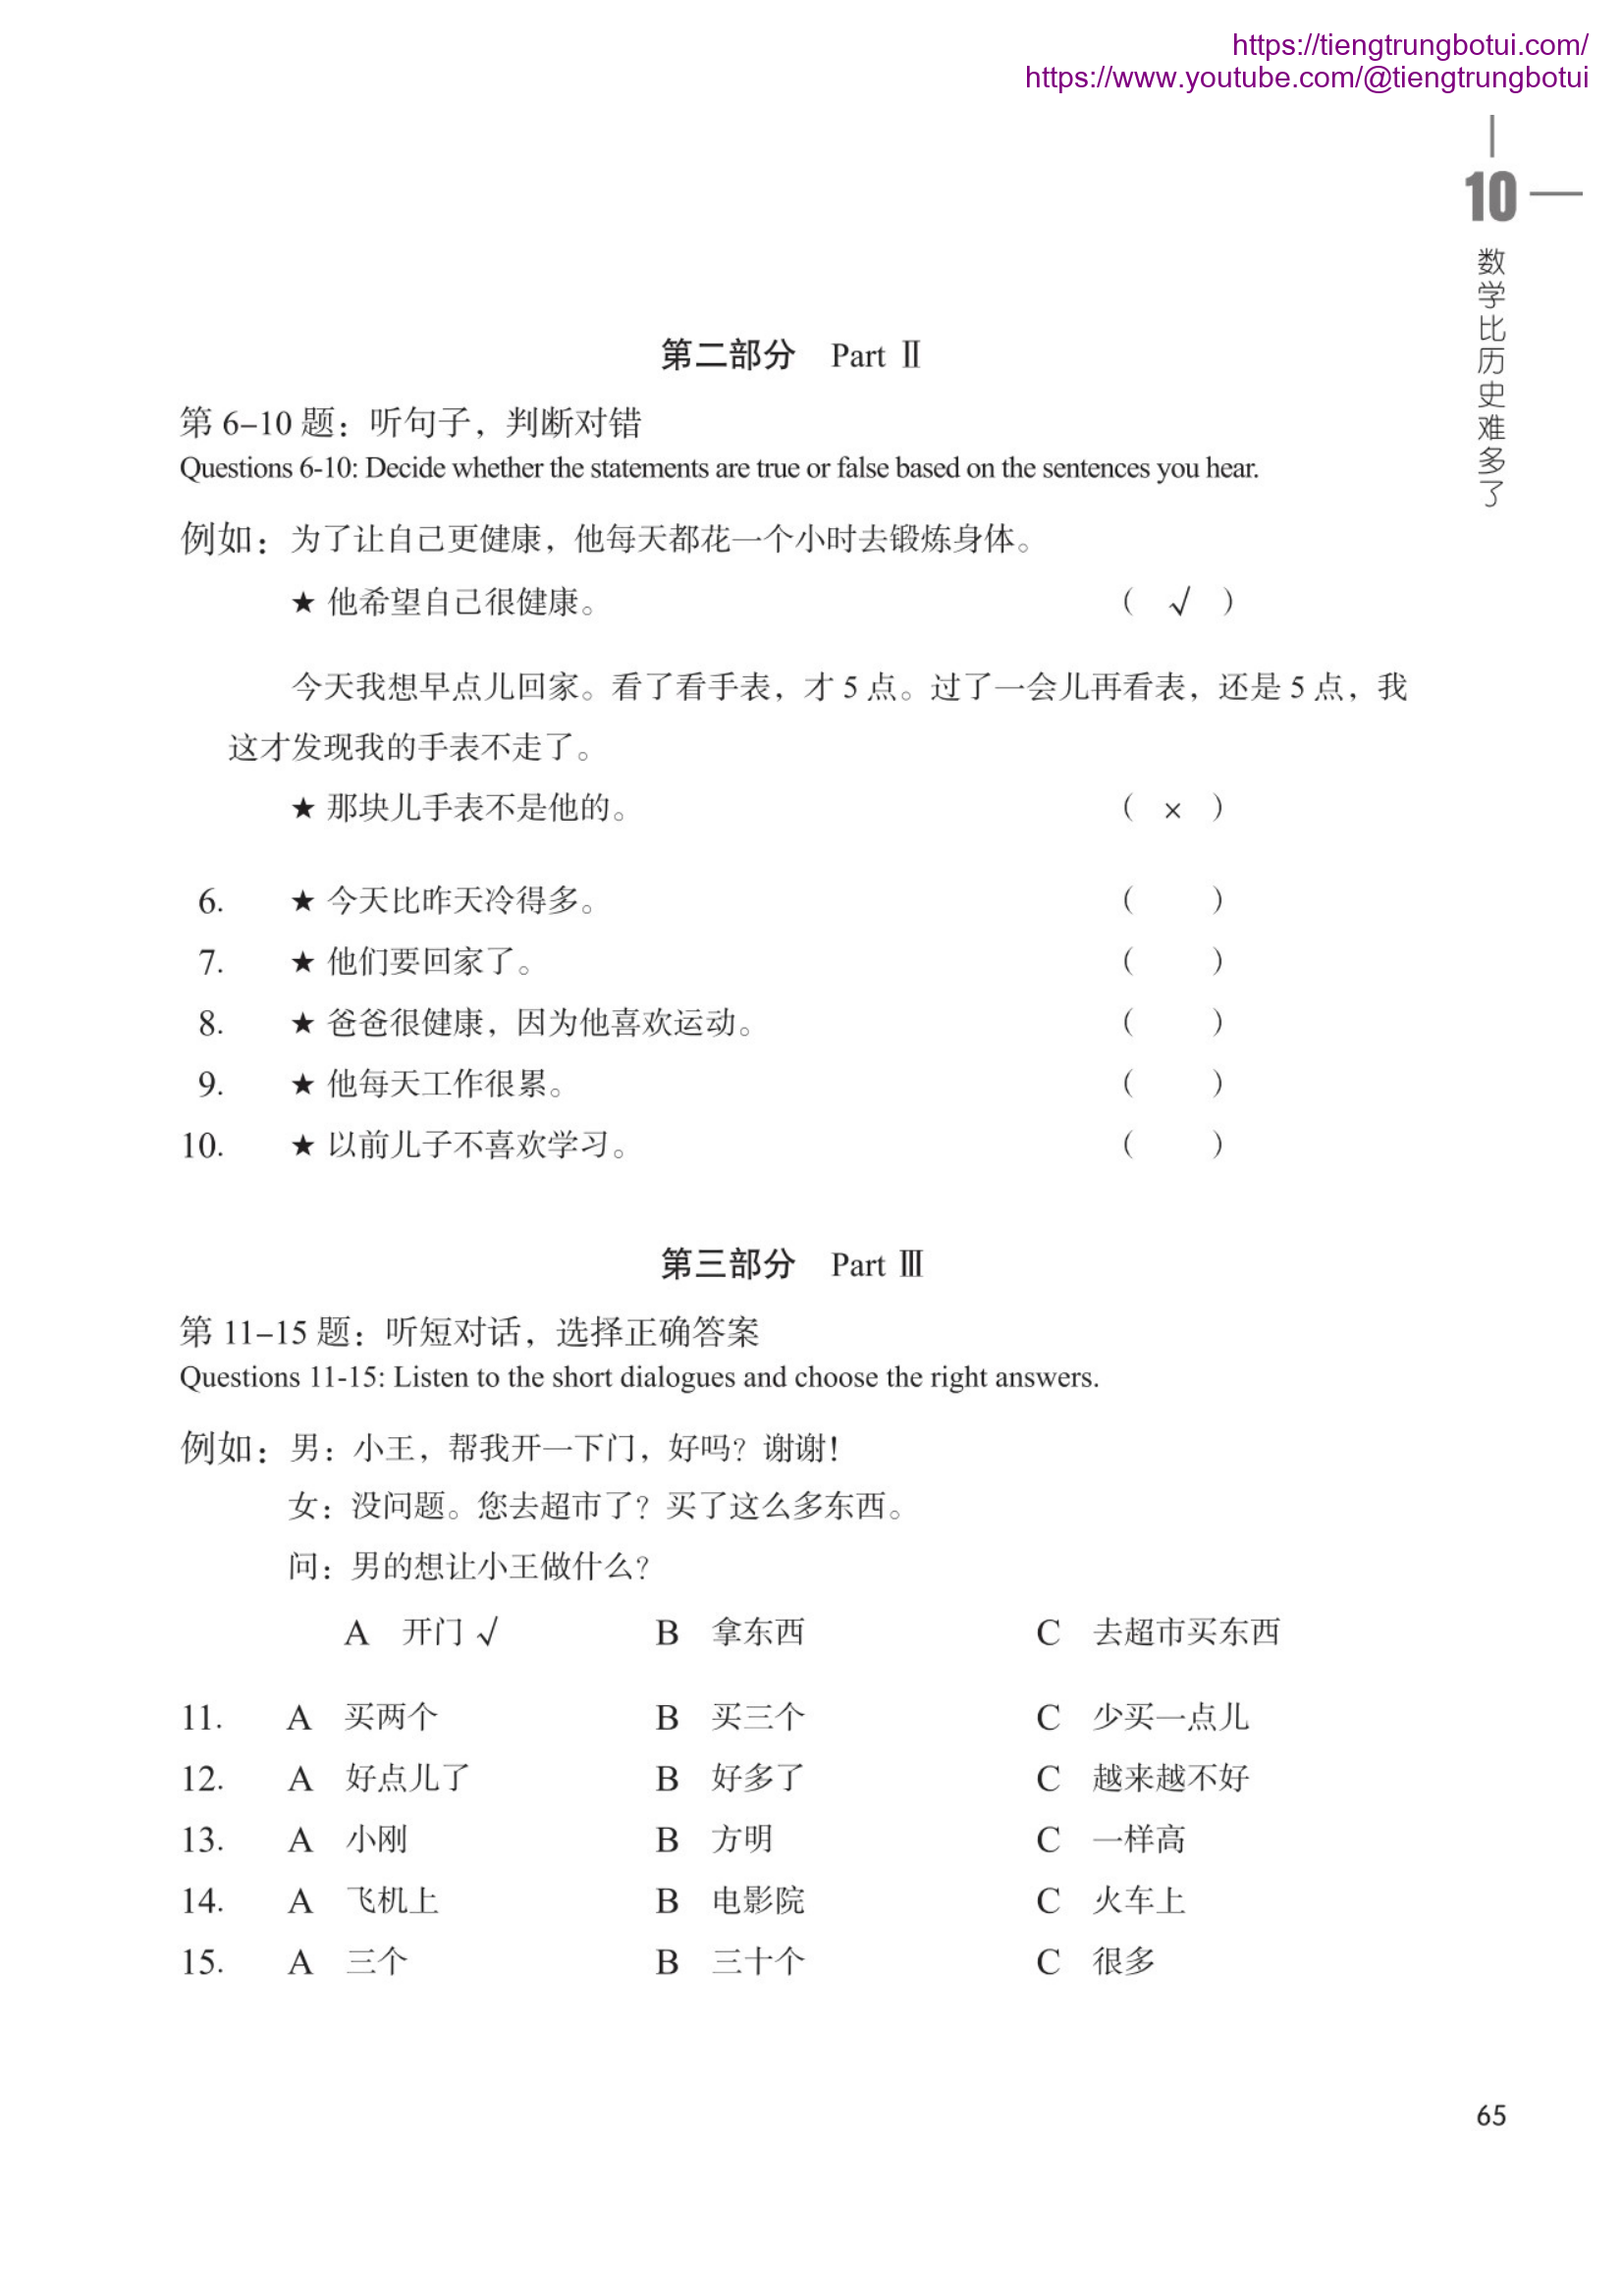 https://tiengtrungbotui.com/
https://www.youtube.com/@tiengtrungbotui
10
数学比历史难多了
第二部分 Part Ⅱ
第 6–10 题：听句子，判断对错
Questions 6-10: Decide whether the statements are true or false based on the sentences you hear.
例如：为了让自己更健康，他每天都花一个小时去锻炼身体。
★ 他希望自己很健康。 （ √ ）
今天我想早点儿回家。看了看手表，才 5 点。过了一会儿再看表，还是 5 点，我
这才发现我的手表不走了。
★ 那块儿手表不是他的。 （ × ）
6. ★ 今天比昨天冷得多。 （ ）
7. ★ 他们要回家了。 （ ）
8. ★ 爸爸很健康，因为他喜欢运动。 （ ）
9. ★ 他每天工作很累。 （ ）
10. ★ 以前儿子不喜欢学习。 （ ）
第三部分 Part Ⅲ
第 11–15 题：听短对话，选择正确答案
Questions 11-15: Listen to the short dialogues and choose the right answers.
例如：男：小王，帮我开一下门，好吗？谢谢！
女：没问题。您去超市了？买了这么多东西。
问：男的想让小王做什么？
A 开门 √ B 拿东西 C 去超市买东西
11. A 买两个 B 买三个 C 少买一点儿
12. A 好点儿了 B 好多了 C 越来越不好
13. A 小刚 B 方明 C 一样高
14. A 飞机上 B 电影院 C 火车上
15. A 三个 B 三十个 C 很多
65